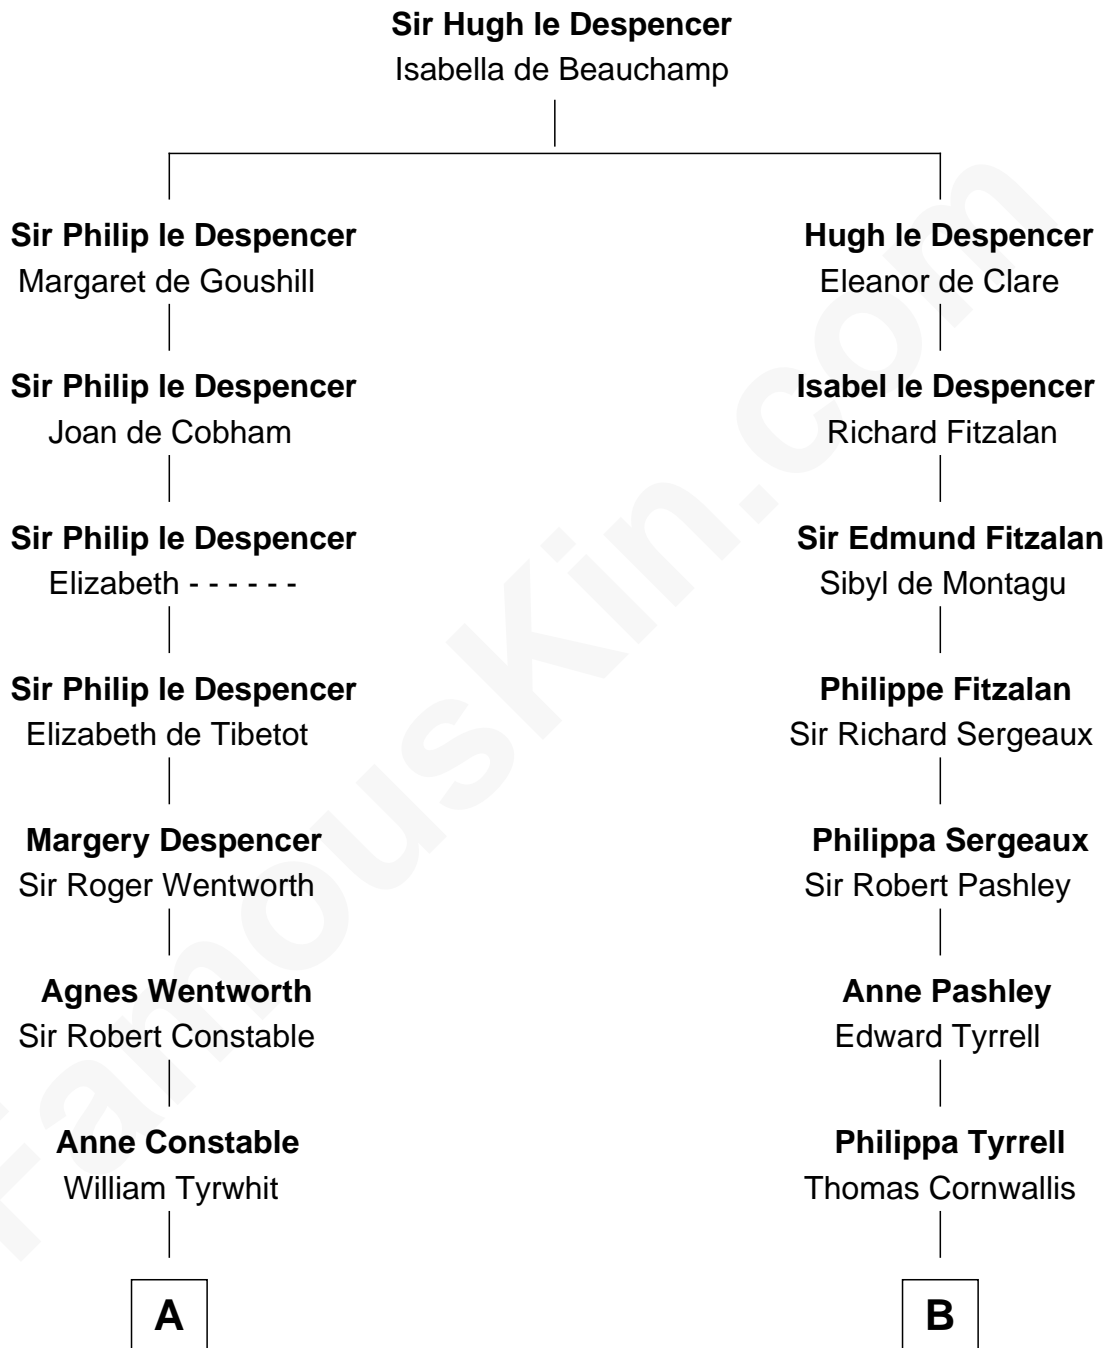 Sir Hugh le Despencer
Isabella de Beauchamp
Sir Philip le Despencer
Margaret de Goushill
Hugh le Despencer
Eleanor de Clare
Sir Philip le Despencer
Joan de Cobham
Isabel le Despencer
Richard Fitzalan
Sir Philip le Despencer
Elizabeth - - - - - -
Sir Edmund Fitzalan
Sibyl de Montagu
Sir Philip le Despencer
Elizabeth de Tibetot
Philippe Fitzalan
Sir Richard Sergeaux
Margery Despencer
Sir Roger Wentworth
Philippa Sergeaux
Sir Robert Pashley
Agnes Wentworth
Sir Robert Constable
Anne Pashley
Edward Tyrrell
Anne Constable
William Tyrwhit
Philippa Tyrrell
Thomas Cornwallis
A
B
FamousKin.com